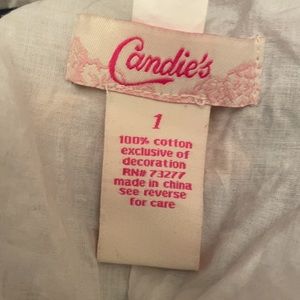 Candie's
1
100% cotton
exclusive of
decoration
RN# 73277
made in china
see reverse
for care